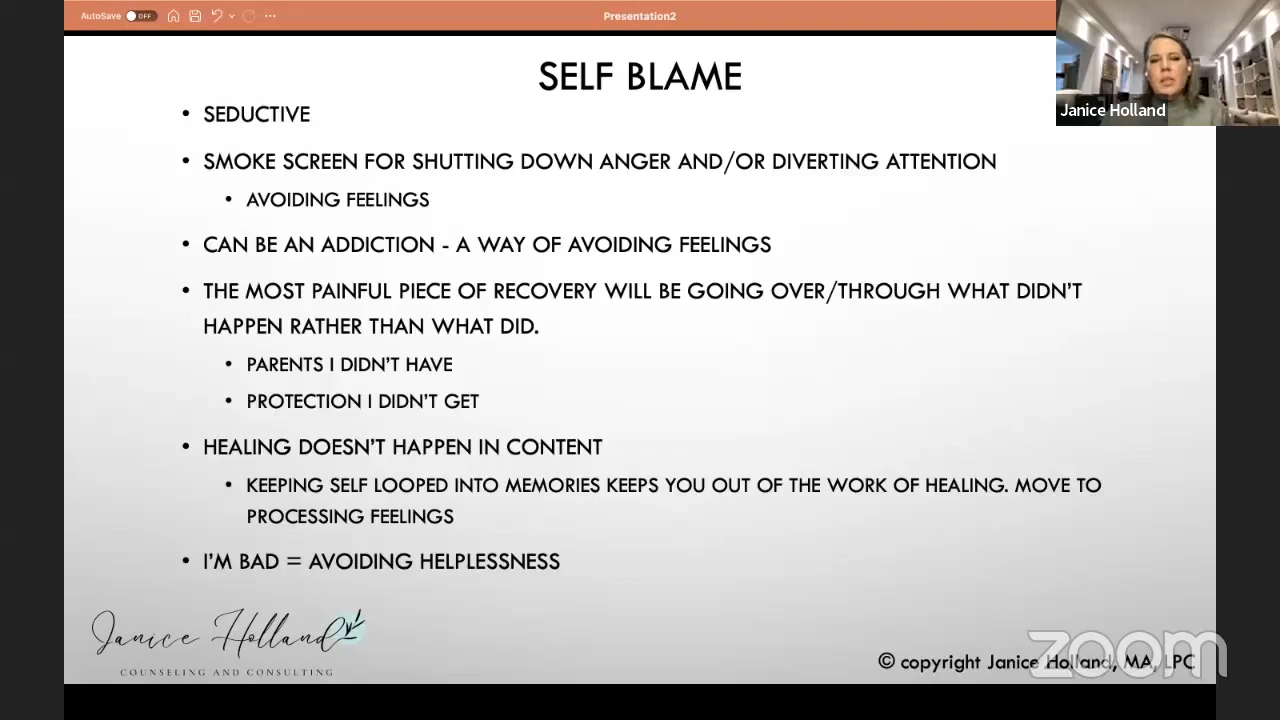 AutoSave OFF
Presentation2
Janice Holland
SELF BLAME
• SEDUCTIVE
• SMOKE SCREEN FOR SHUTTING DOWN ANGER AND/OR DIVERTING ATTENTION
• AVOIDING FEELINGS
• CAN BE AN ADDICTION - A WAY OF AVOIDING FEELINGS
• THE MOST PAINFUL PIECE OF RECOVERY WILL BE GOING OVER/THROUGH WHAT DIDN'T
HAPPEN RATHER THAN WHAT DID.
• PARENTS I DIDN'T HAVE
• PROTECTION I DIDN'T GET
• HEALING DOESN'T HAPPEN IN CONTENT
• KEEPING SELF LOOPED INTO MEMORIES KEEPS YOU OUT OF THE WORK OF HEALING. MOVE TO
PROCESSING FEELINGS
• I'M BAD = AVOIDING HELPLESSNESS
Janice Holland
COUNSELING AND CONSULTING
© copyright Janice Holland, MA, LPC
zoom